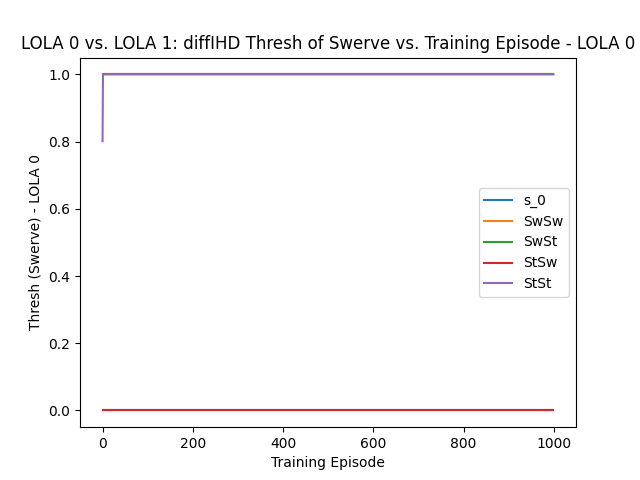 LOLA 0 vs. LOLA 1: diffIHD Thresh of Swerve vs. Training Episode - LOLA 0
1.0
0.8
0.6
0.4
0.2
0.0
Thresh (Swerve) - LOLA 0
s_0
SwSw
SwSt
StSw
StSt
0 200 400 600 800 1000
Training Episode